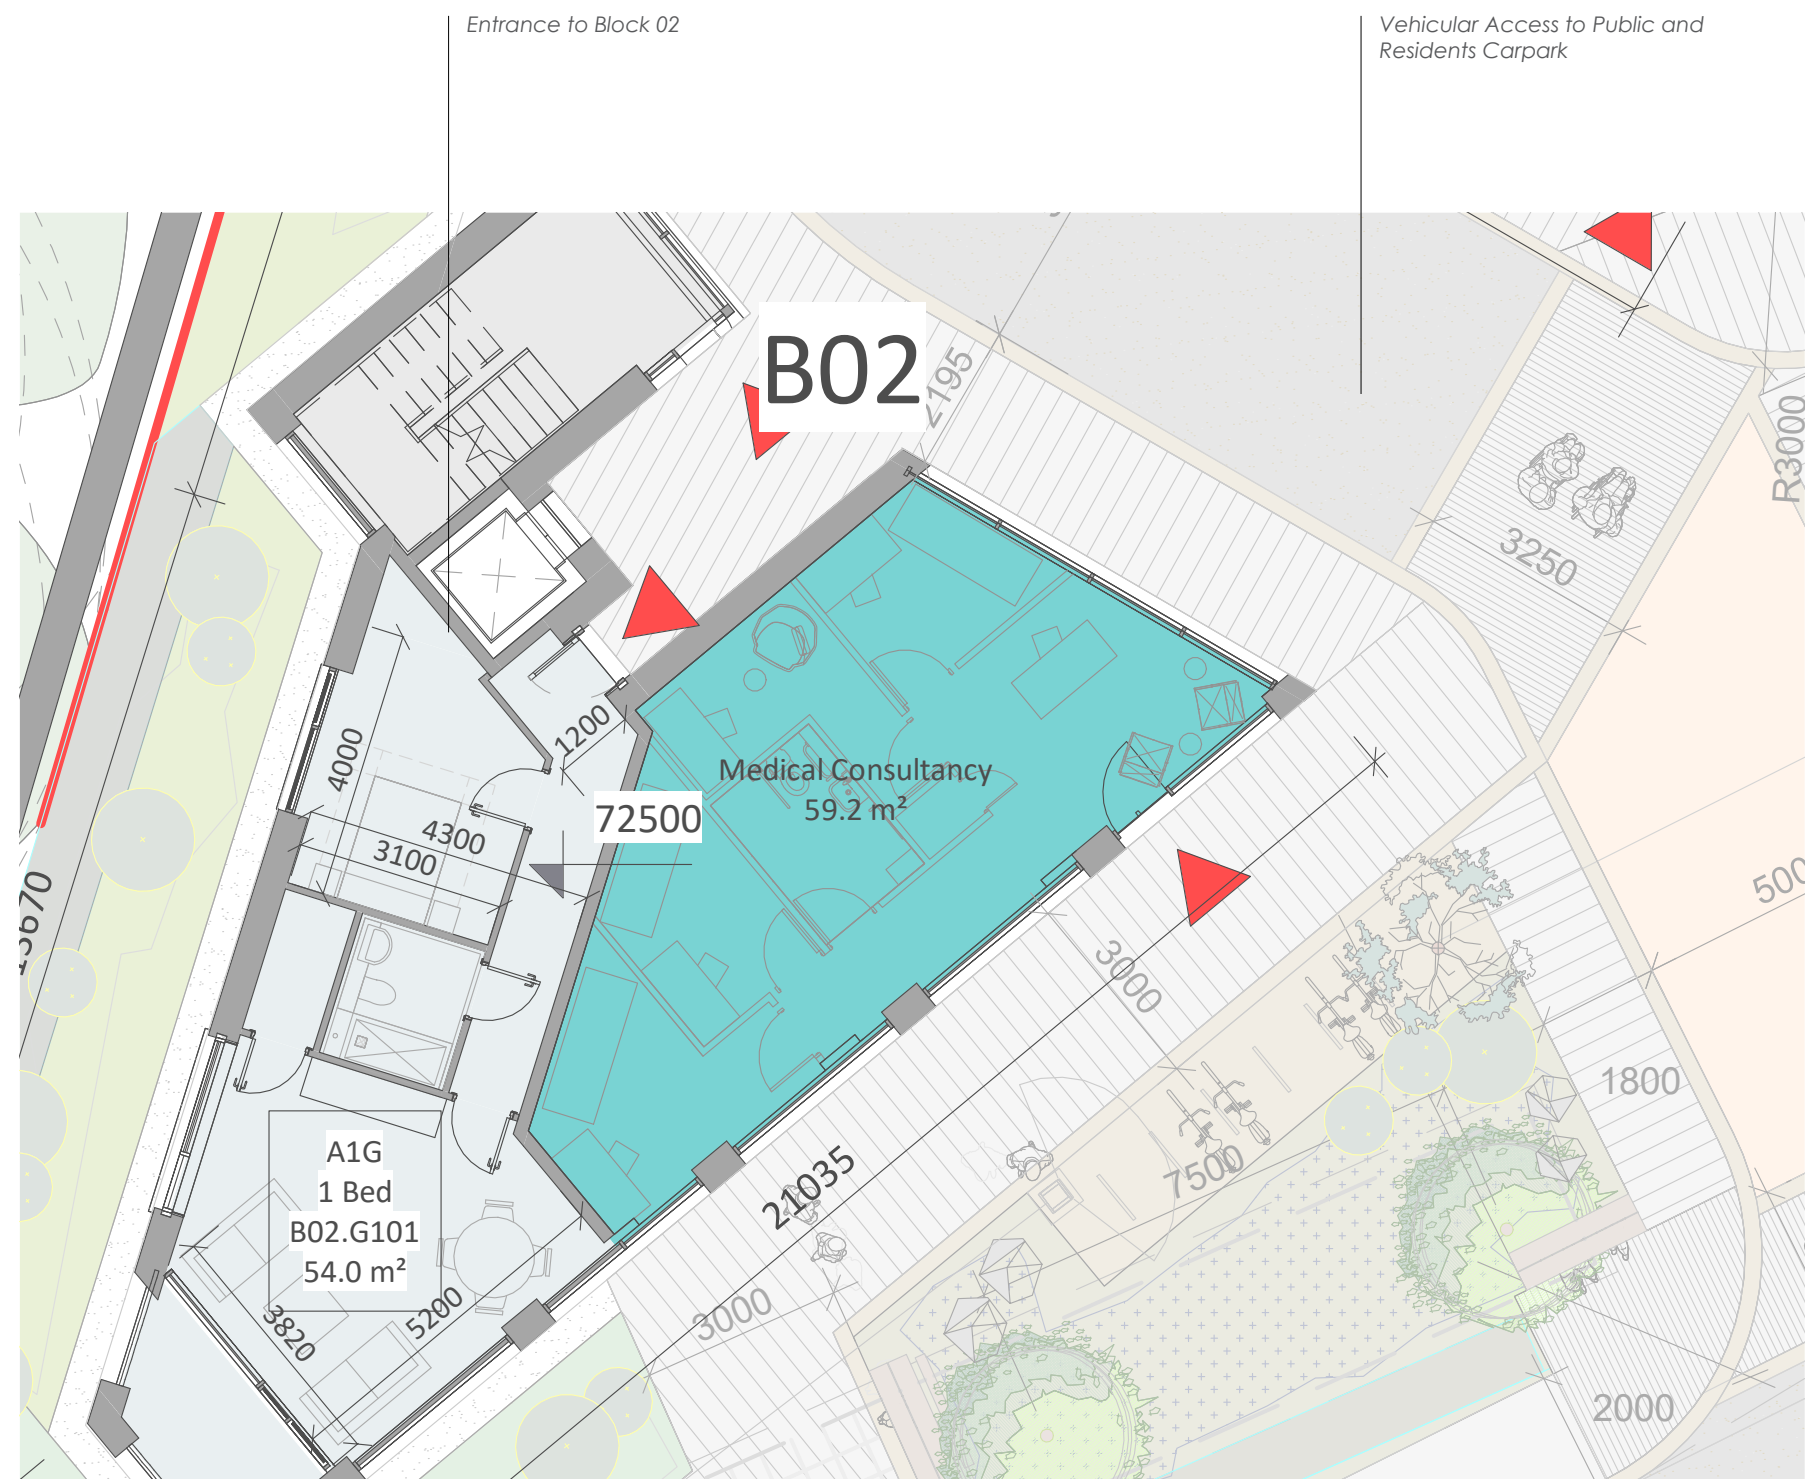 Entrance to Block 02
Vehicular Access to Public and
Residents Carpark
B02
2195
R3000
3250
1200
4000
Medical Consultancy
59.2 m²
72500
4300
3100
13670
500
3000
1800
A1G
1 Bed
B02.G101
54.0 m²
21035
7500
3820
5200
3000
2000